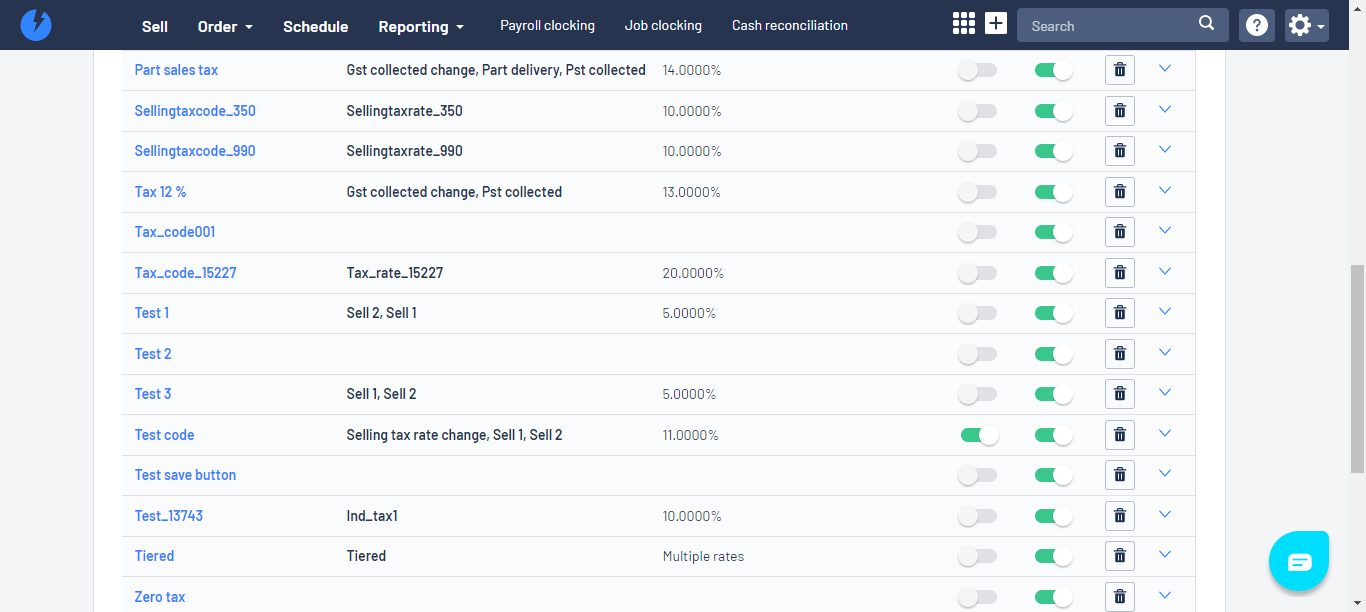 Sell Order Schedule Reporting Payroll clocking Job clocking Cash reconciliation Search
Part sales tax Gst collected change, Part delivery, Pst collected 14.0000%
Sellingtaxcode_350 Sellingtaxrate_350 10.0000%
Sellingtaxcode_990 Sellingtaxrate_990 10.0000%
Tax 12 % Gst collected change, Pst collected 13.0000%
Tax_code001
Tax_code_15227 Tax_rate_15227 20.0000%
Test 1 Sell 2, Sell 1 5.0000%
Test 2
Test 3 Sell 1, Sell 2 5.0000%
Test code Selling tax rate change, Sell 1, Sell 2 11.0000%
Test save button
Test_13743 Ind_tax1 10.0000%
Tiered Tiered Multiple rates
Zero tax